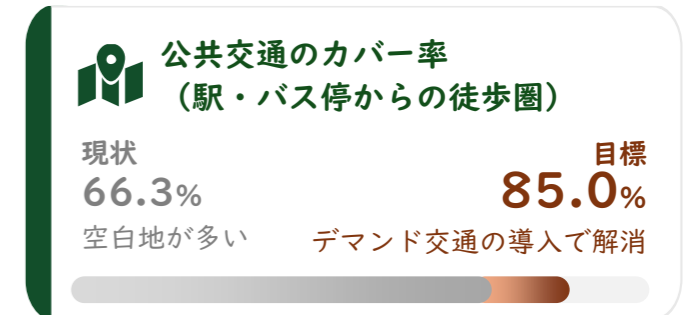 公共交通のカバー率
（駅・バス停からの徒歩圏）
現状
66.3%
空白地が多い
目標
85.0%
デマンド交通の導入で解消